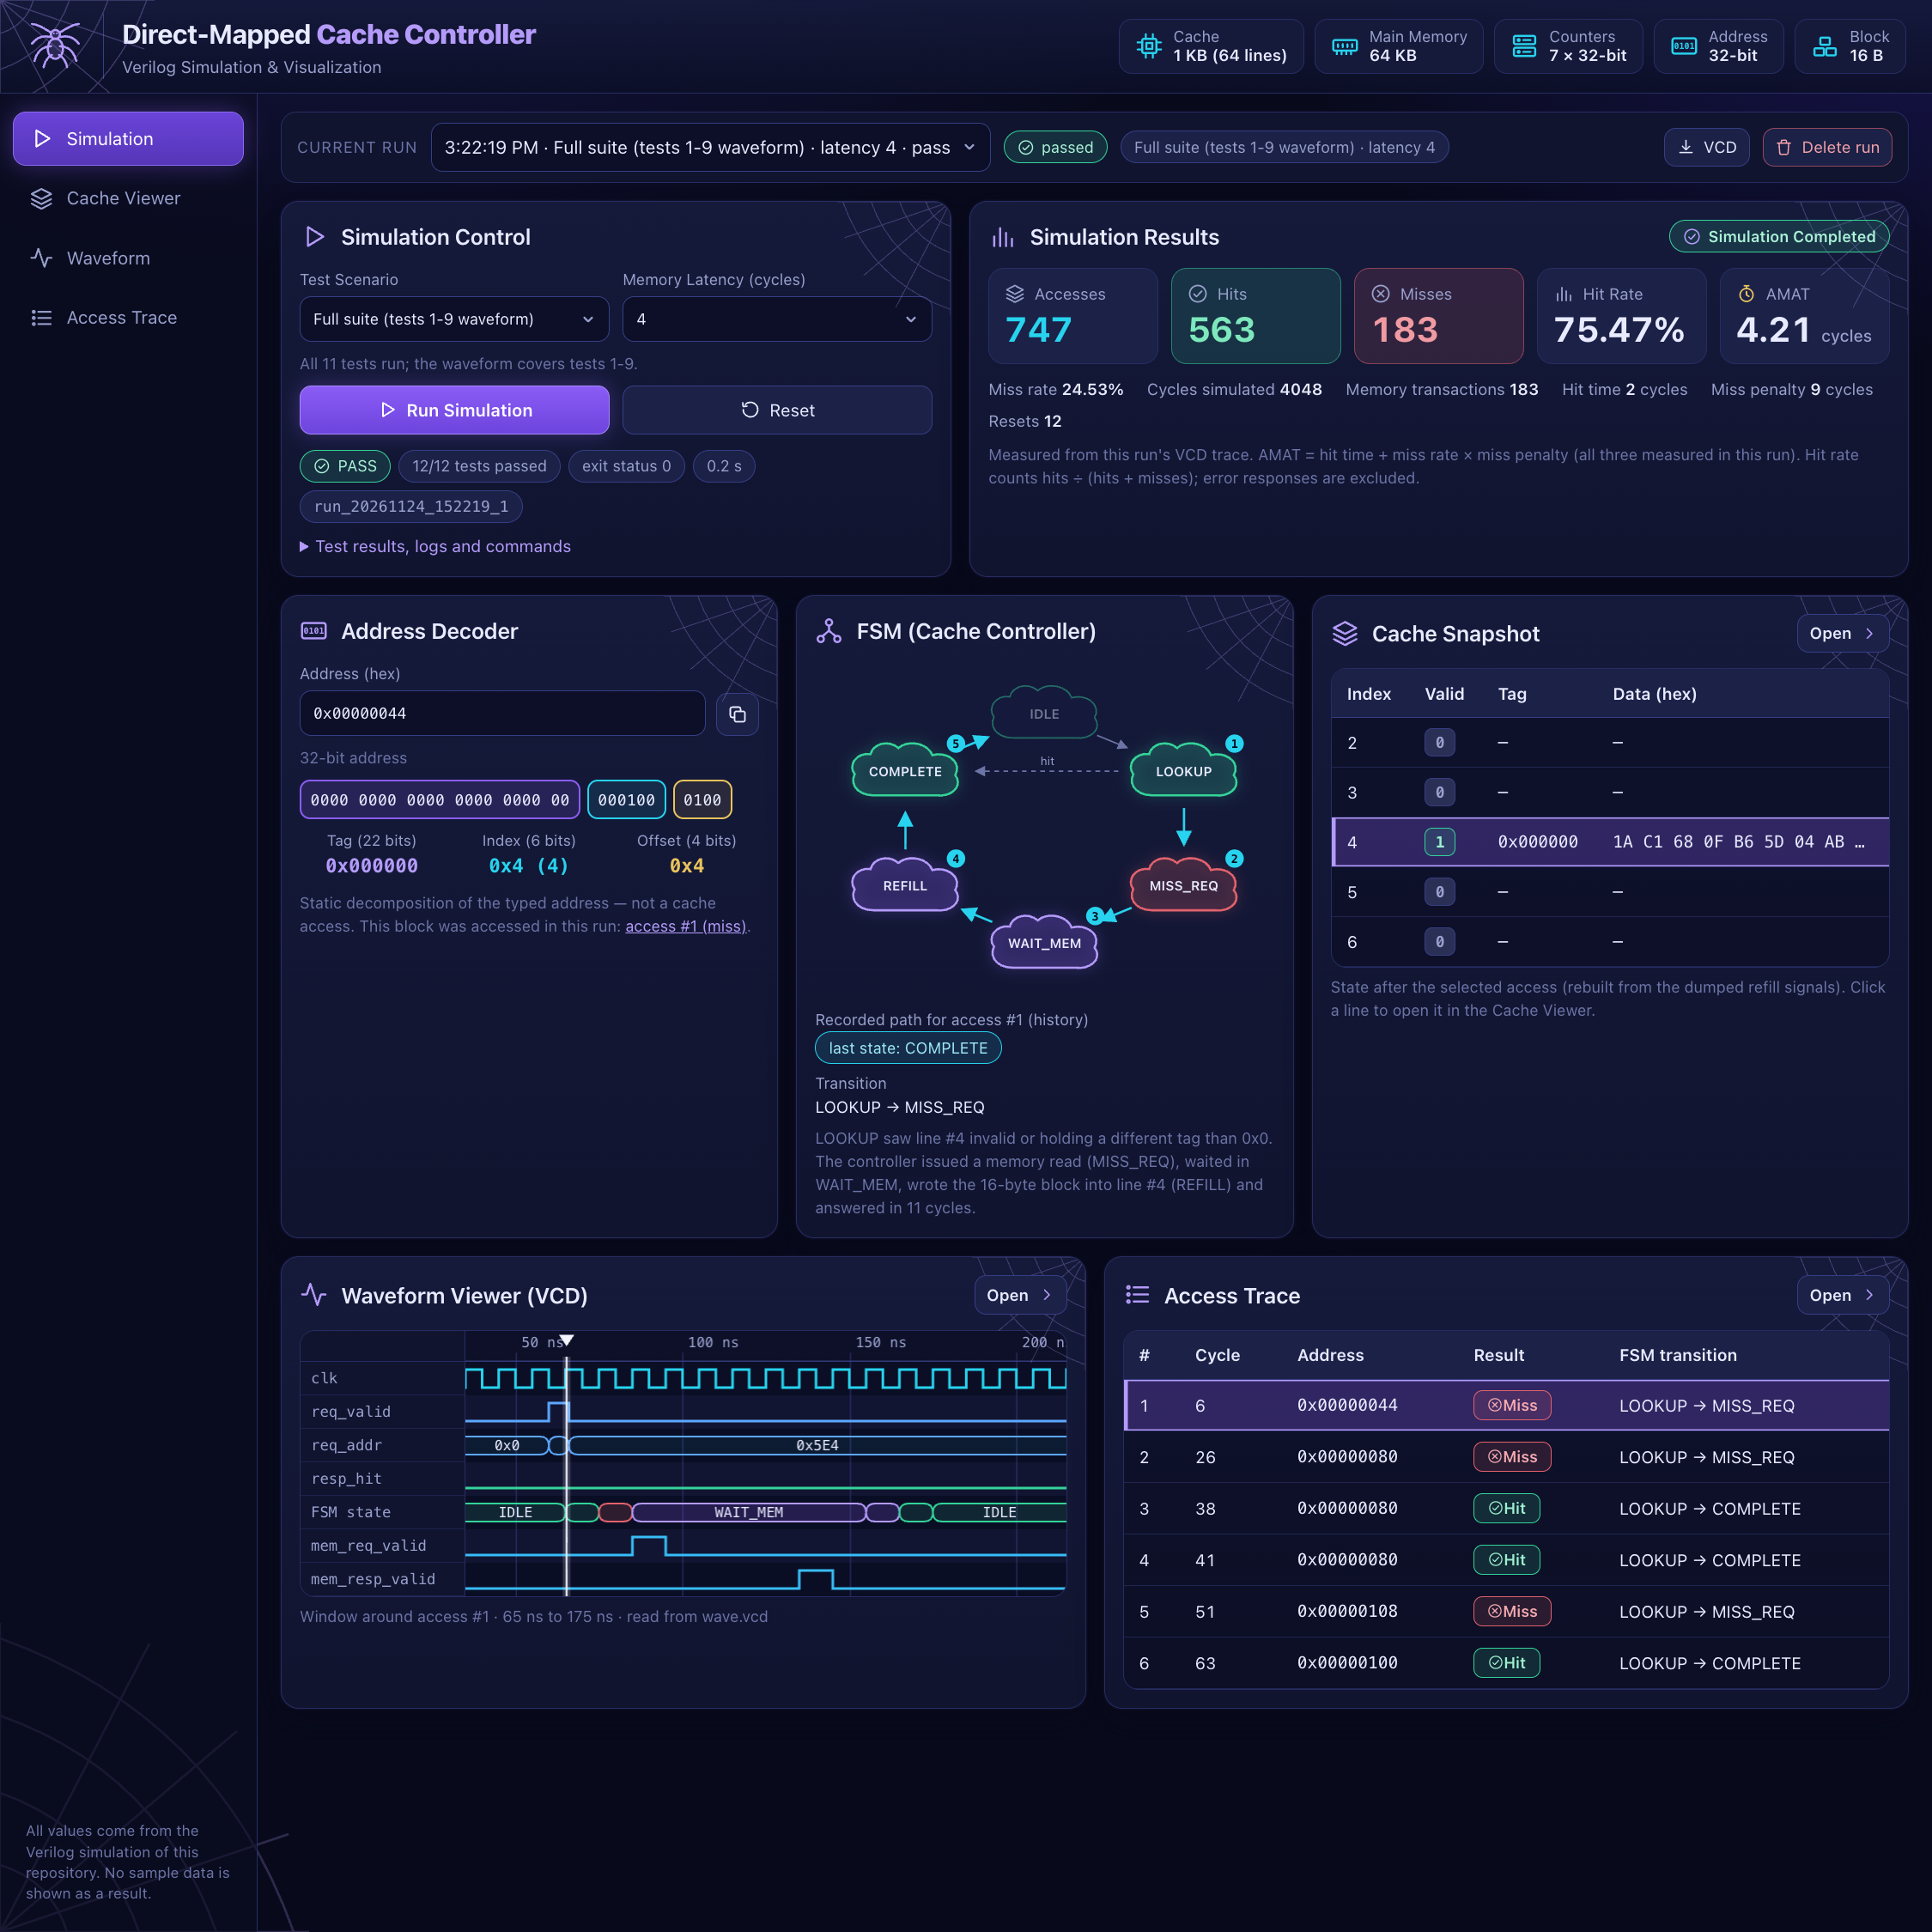 Direct-Mapped Cache Controller
Verilog Simulation & Visualization
Cache
1 KB (64 lines)
Main Memory
64 KB
Counters
7 × 32-bit
0101
Address
32-bit
Block
16 B
Simulation
Cache Viewer
Waveform
Access Trace
CURRENT RUN
3:22:19 PM · Full suite (tests 1-9 waveform) · latency 4 · pass
passed
Full suite (tests 1-9 waveform) · latency 4
VCD
Delete run
Simulation Control
Test Scenario
Memory Latency (cycles)
Full suite (tests 1-9 waveform)
4
All 11 tests run; the waveform covers tests 1-9.
Run Simulation
Reset
PASS
12/12 tests passed
exit status 0
0.2 s
run_20261124_152219_1
Test results, logs and commands
Simulation Results
Simulation Completed
Accesses
747
Hits
563
Misses
183
Hit Rate
75.47%
AMAT
4.21 cycles
Miss rate 24.53% Cycles simulated 4048 Memory transactions 183 Hit time 2 cycles Miss penalty 9 cycles
Resets 12
Measured from this run's VCD trace. AMAT = hit time + miss rate × miss penalty (all three measured in this run). Hit rate
counts hits ÷ (hits + misses); error responses are excluded.
0101
Address Decoder
Address (hex)
0x00000044
32-bit address
0000 0000 0000 0000 0000 00 000100 0100
Tag (22 bits) Index (6 bits) Offset (4 bits)
0x000000 0x4 (4) 0x4
Static decomposition of the typed address — not a cache
access. This block was accessed in this run: access #1 (miss).
FSM (Cache Controller)
IDLE
5
1
COMPLETE
hit
LOOKUP
4
2
REFILL
MISS_REQ
3
WAIT_MEM
Recorded path for access #1 (history)
last state: COMPLETE
Transition
LOOKUP → MISS_REQ
LOOKUP saw line #4 invalid or holding a different tag than 0x0.
The controller issued a memory read (MISS_REQ), waited in
WAIT_MEM, wrote the 16-byte block into line #4 (REFILL) and
answered in 11 cycles.
Cache Snapshot
Open
Index Valid Tag Data (hex)
2 0 — —
3 0 — —
4 1 0x000000 1A C1 68 0F B6 5D 04 AB …
5 0 — —
6 0 — —
State after the selected access (rebuilt from the dumped refill signals). Click
a line to open it in the Cache Viewer.
Waveform Viewer (VCD)
Open
50 ns 100 ns 150 ns 200 n
clk
req_valid
req_addr 0x0 0x5E4
resp_hit
FSM state IDLE WAIT_MEM IDLE
mem_req_valid
mem_resp_valid
Window around access #1 · 65 ns to 175 ns · read from wave.vcd
Access Trace
Open
# Cycle Address Result FSM transition
1 6 0x00000044 Miss LOOKUP → MISS_REQ
2 26 0x00000080 Miss LOOKUP → MISS_REQ
3 38 0x00000080 Hit LOOKUP → COMPLETE
4 41 0x00000080 Hit LOOKUP → COMPLETE
5 51 0x00000108 Miss LOOKUP → MISS_REQ
6 63 0x00000100 Hit LOOKUP → COMPLETE
All values come from the
Verilog simulation of this
repository. No sample data is
shown as a result.